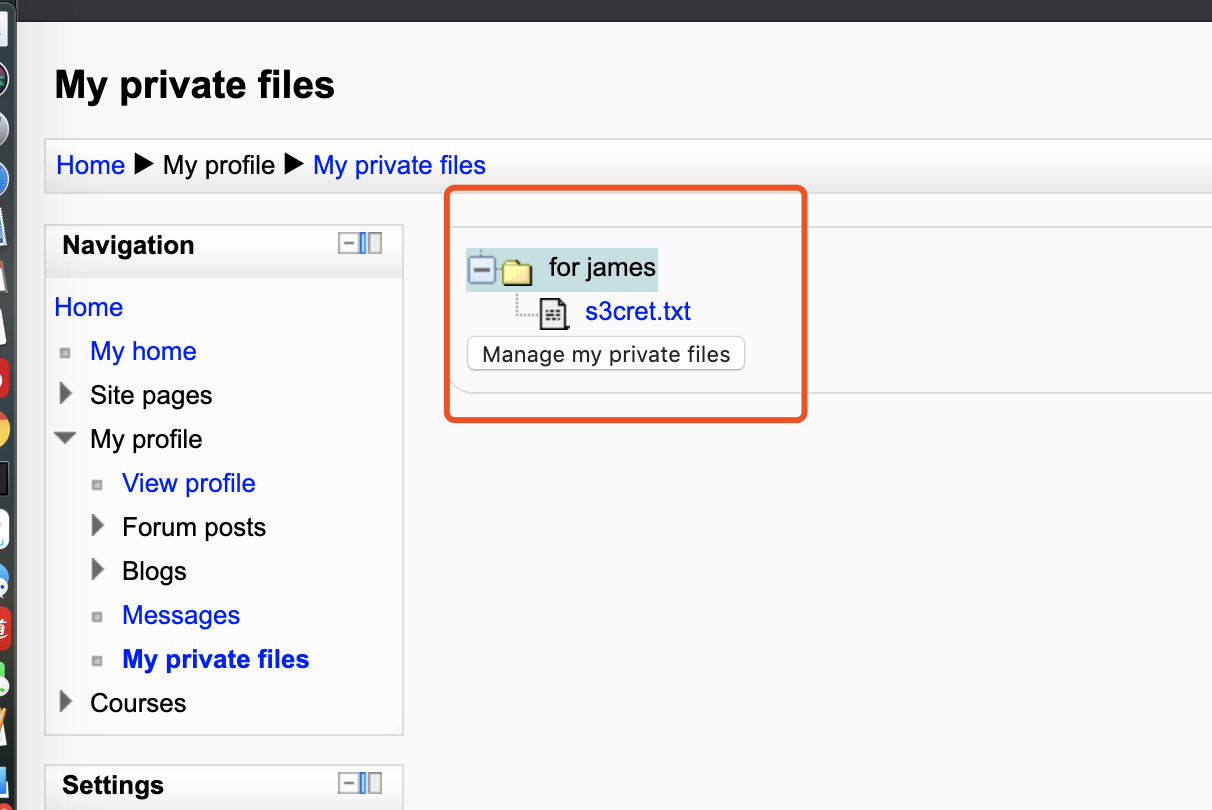 My private files
Home ▶ My profile ▶ My private files
Navigation
Home
My home
Site pages
My profile
View profile
Forum posts
Blogs
Messages
My private files
Courses
Settings
for james
s3cret.txt
Manage my private files